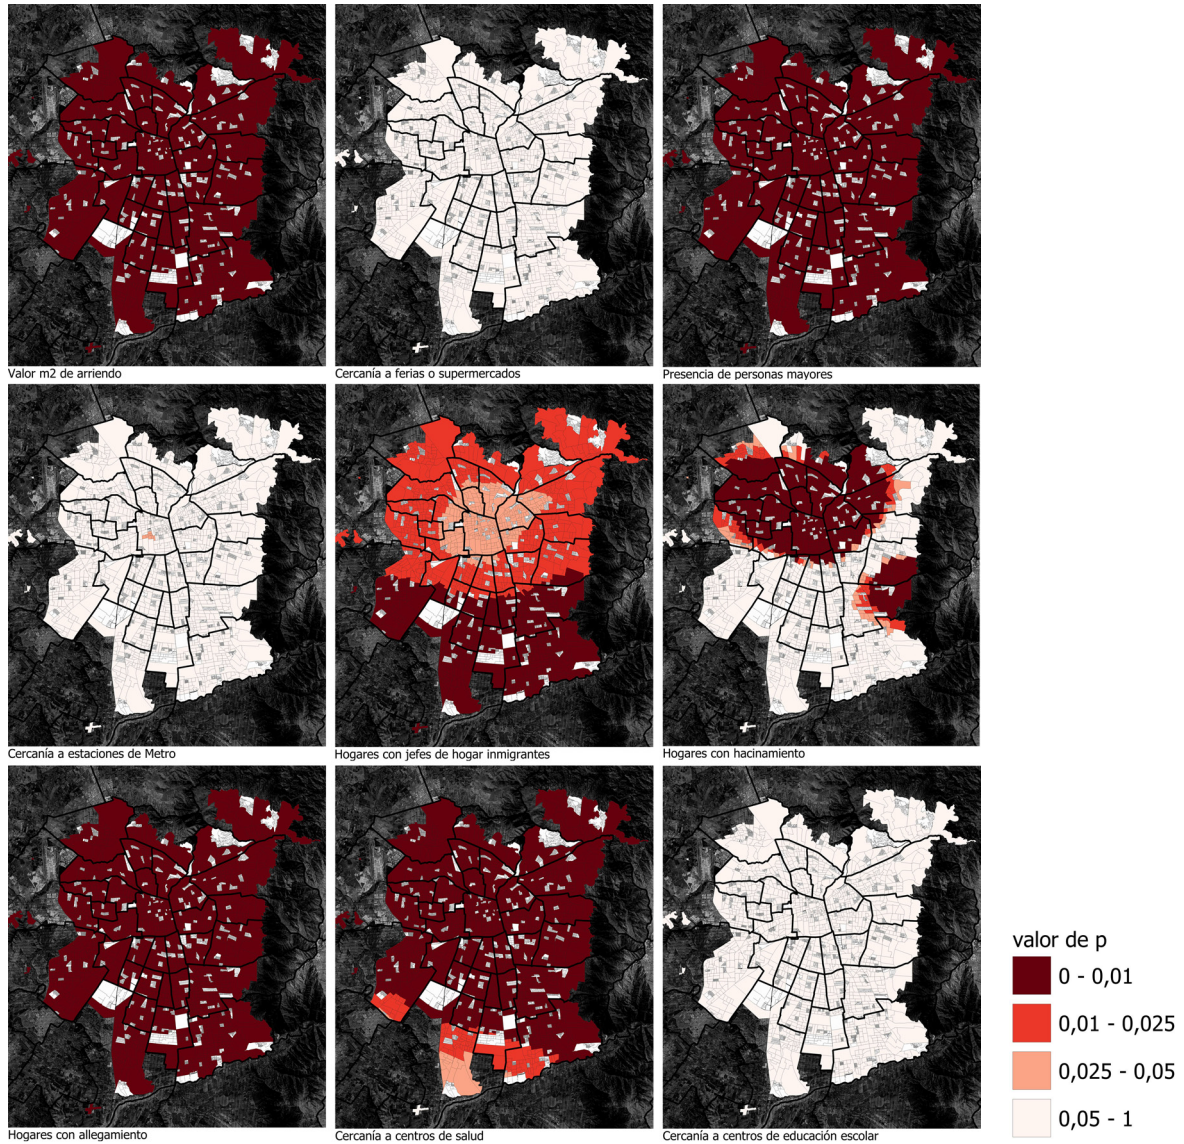 Valor m2 de arriendo
Cercanía a ferias o supermercados
Presencia de personas mayores
Cercanía a estaciones de Metro
Hogares con jefes de hogar inmigrantes
Hogares con hacinamiento
Hogares con allegamiento
Cercanía a centros de salud
Cercanía a centros de educación escolar
valor de p
0 - 0,01
0,01 - 0,025
0,025 - 0,05
0,05 - 1